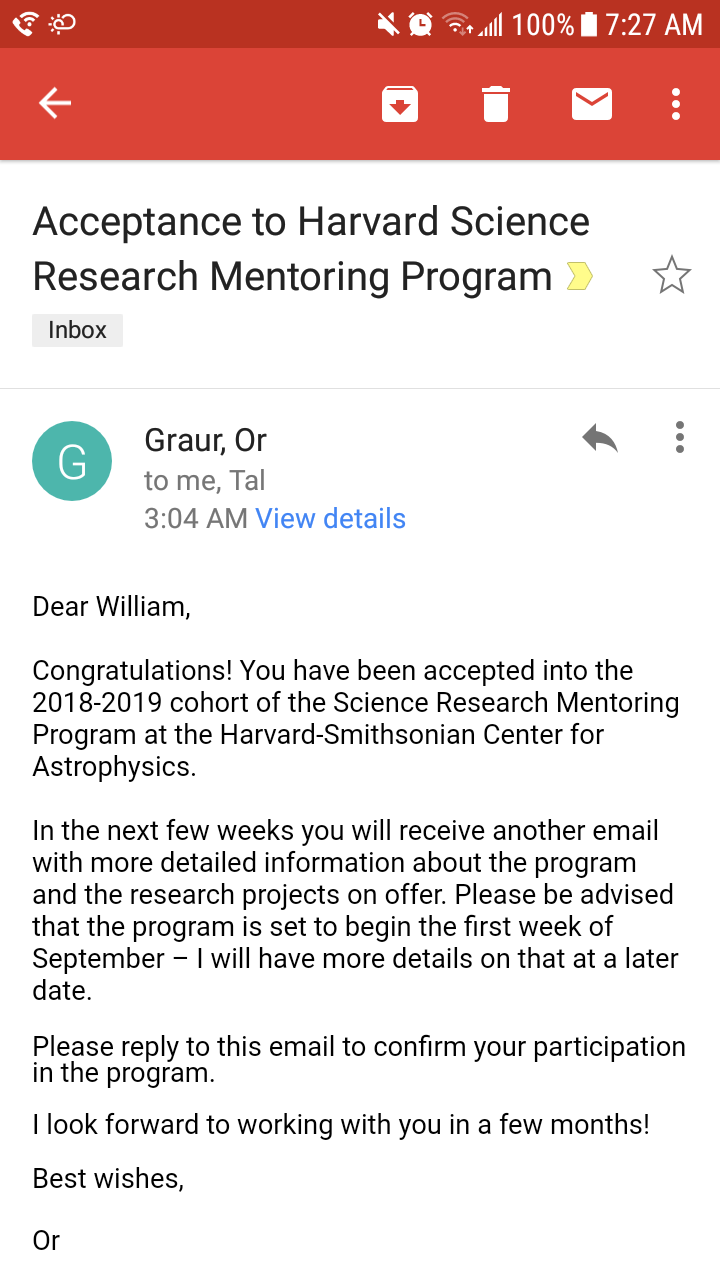 100% 7:27 AM
Acceptance to Harvard Science
Research Mentoring Program
Inbox
G
Graur, Or
to me, Tal
3:04 AM View details
Dear William,
Congratulations! You have been accepted into the
2018-2019 cohort of the Science Research Mentoring
Program at the Harvard-Smithsonian Center for
Astrophysics.
In the next few weeks you will receive another email
with more detailed information about the program
and the research projects on offer. Please be advised
that the program is set to begin the first week of
September – I will have more details on that at a later
date.
Please reply to this email to confirm your participation
in the program.
I look forward to working with you in a few months!
Best wishes,
Or